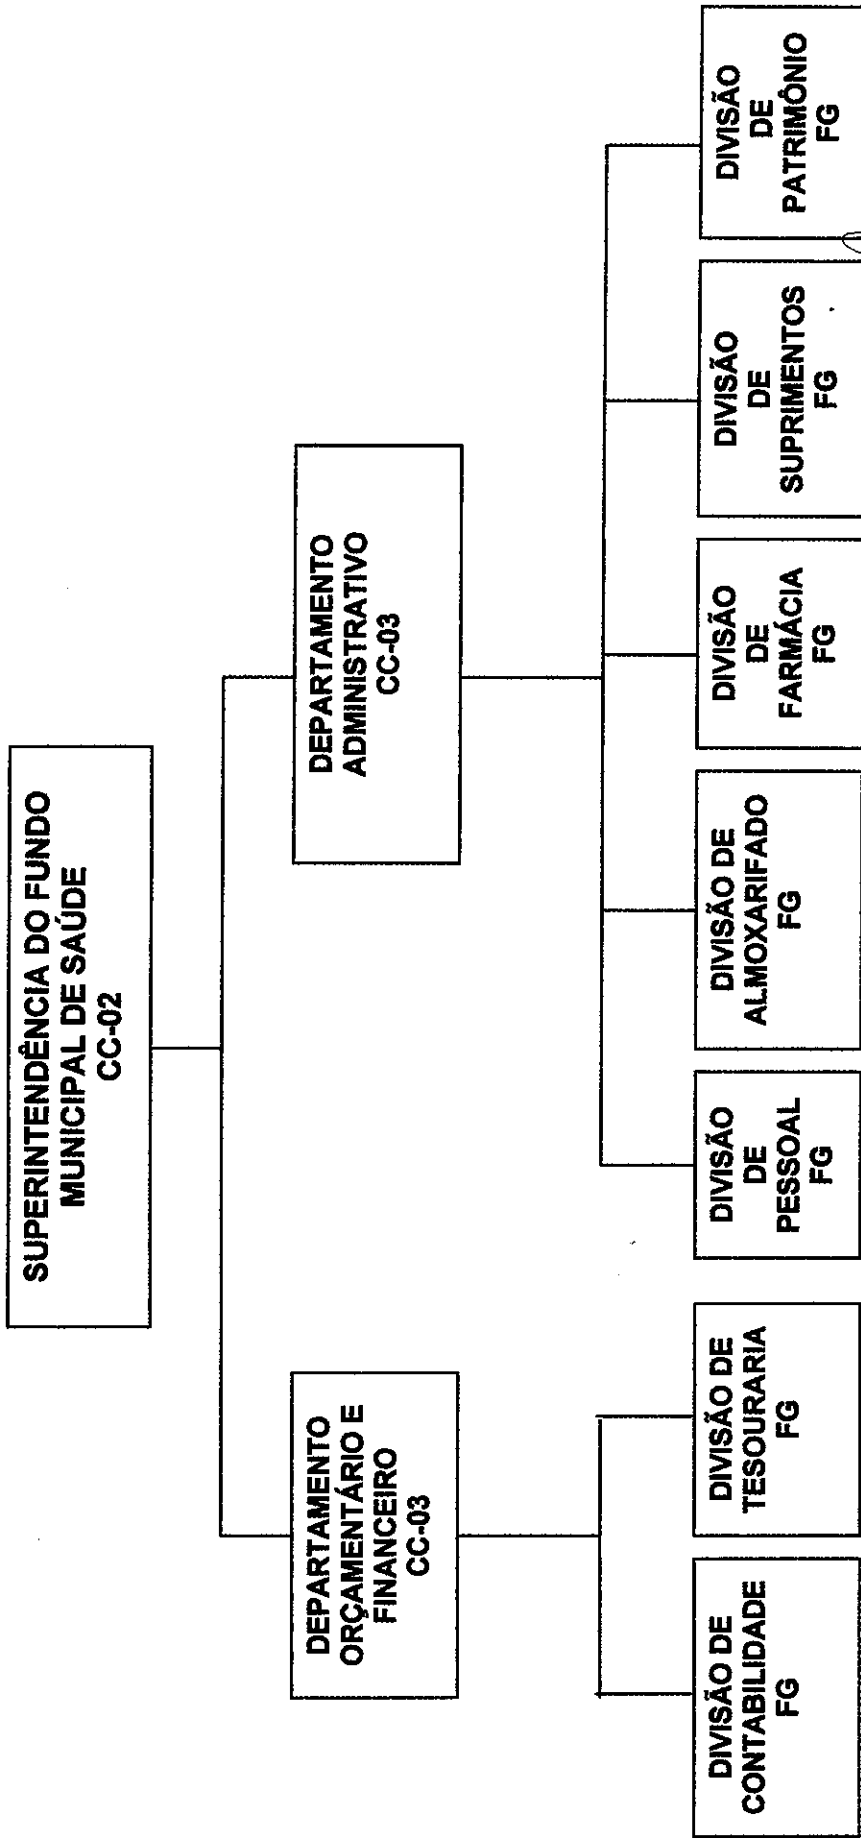 SUPERINTENDÊNCIA DO FUNDO
MUNICIPAL DE SAÚDE
CC-02
DEPARTAMENTO
ORÇAMENTÁRIO E
FINANCEIRO
CC-03
DEPARTAMENTO
ADMINISTRATIVO
CC-03
DIVISÃO DE
CONTABILIDADE
FG
DIVISÃO DE
TESOURARIA
FG
DIVISÃO
DE
PESSOAL
FG
DIVISÃO DE
ALMOXARIFADO
FG
DIVISÃO
DE
FARMÁCIA
FG
DIVISÃO
DE
SUPRIMENTOS
FG
DIVISÃO
DE
PATRIMÔNIO
FG